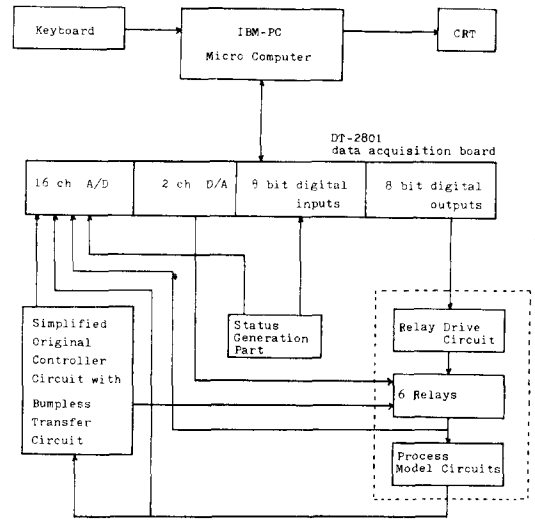 Keyboard
IBM-PC
Micro Computer
CRT
DT-2801
data acquisition board
16 ch A/D
2 ch D/A
8 bit digital
inputs
8 bit digital
outputs
Simplified
Original
Controller
Circuit with
Bumpless
Transfer
Circuit
Status
Generation
Part
Relay Drive
Circuit
6 Relays
Process
Model Circuits